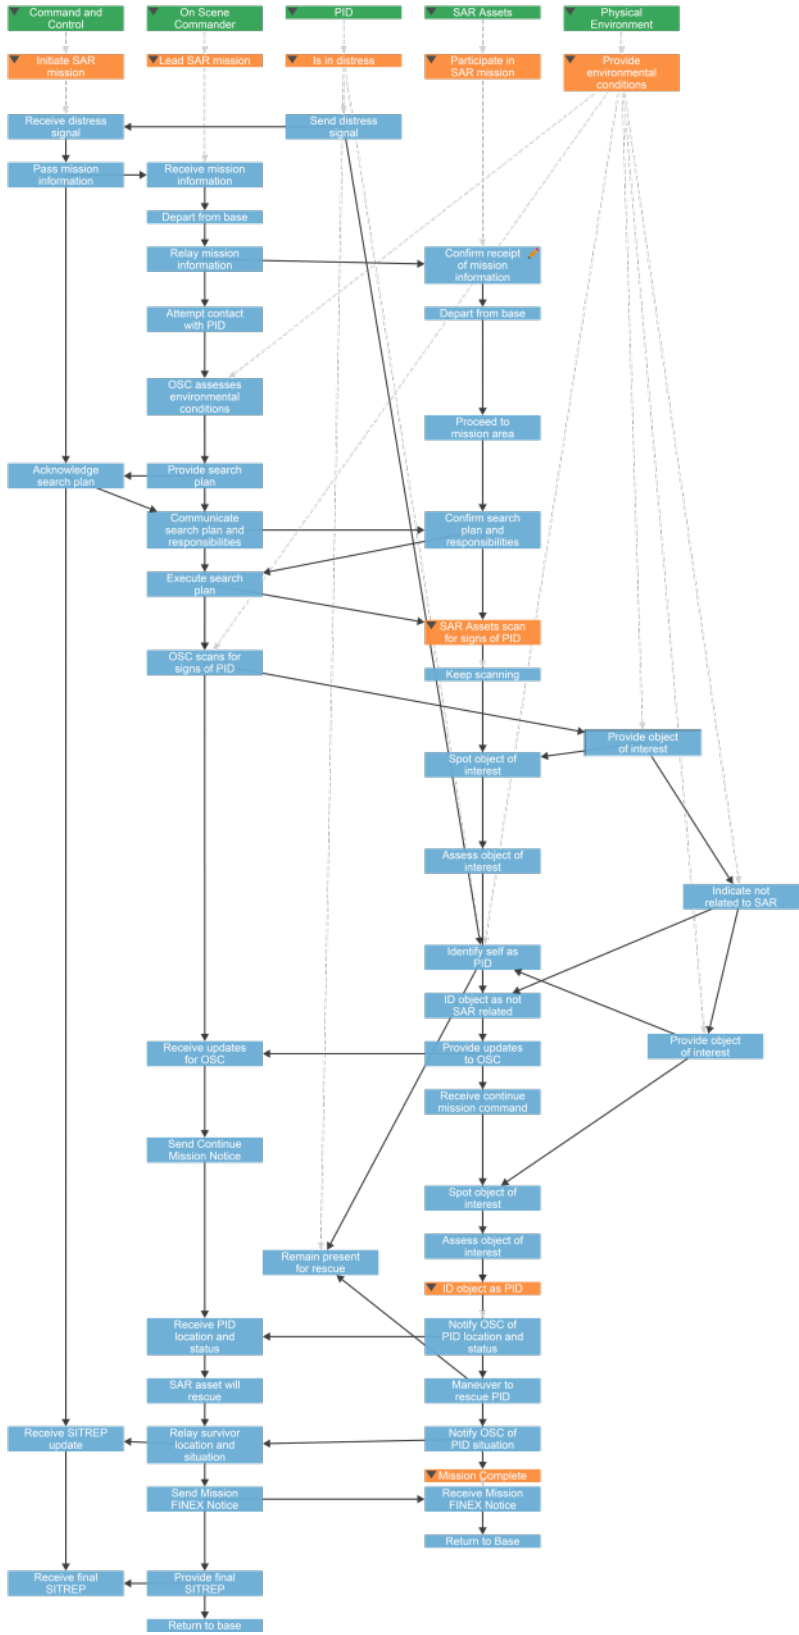 Command and
Control
On Scene
Commander
PID
SAR Assets
Physical
Environment
Initiate SAR
mission
Lead SAR mission
Is in distress
Participate in
SAR mission
Provide
environmental
conditions
Receive distress
signal
Send distress
signal
Pass mission
information
Receive mission
information
Depart from base
Relay mission
information
Confirm receipt
of mission
information
Attempt contact
with PID
Depart from base
OSC assesses
environmental
conditions
Proceed to
mission area
Acknowledge
search plan
Provide search
plan
Communicate
search plan and
responsibilities
Confirm search
plan and
responsibilities
Execute search
plan
SAR Assets scan
for signs of PID
OSC scans for
signs of PID
Keep scanning
Provide object
of interest
Spot object of
interest
Assess object of
interest
Indicate not
related to SAR
Identify self as
PID
ID object as not
SAR related
Provide object
of interest
Receive updates
for OSC
Provide updates
to OSC
Receive continue
mission command
Send Continue
Mission Notice
Spot object of
interest
Assess object of
interest
Remain present
for rescue
ID object as PID
Receive PID
location and
status
Notify OSC of
PID location and
status
SAR asset will
rescue
Maneuver to
rescue PID
Receive SITREP
update
Relay survivor
location and
situation
Notify OSC of
PID situation
Mission Complete
Send Mission
FINEX Notice
Receive Mission
FINEX Notice
Return to Base
Receive final
SITREP
Provide final
SITREP
Return to base